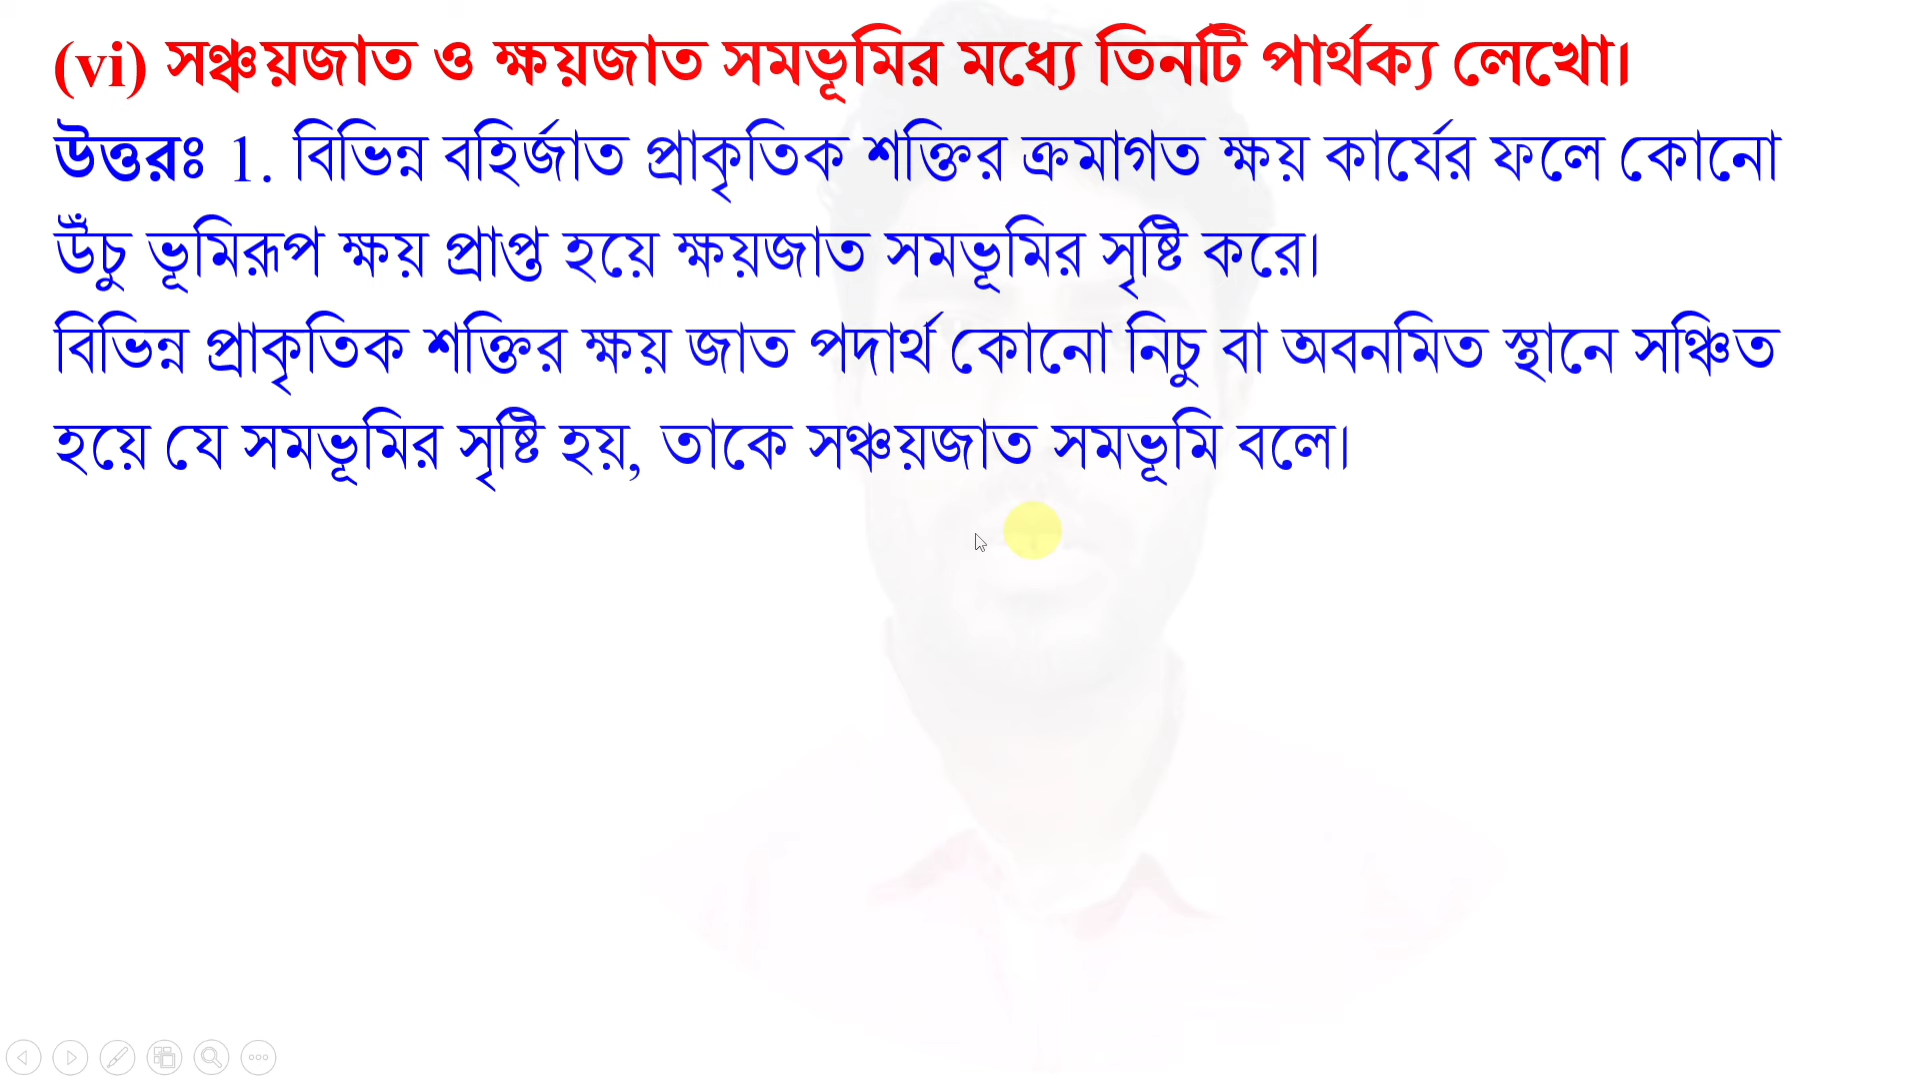 (vi) সঞ্চয়জাত ও ক্ষয়জাত সমভূমির মধ্যে তিনটি পার্থক্য লেখো।
উত্তরঃ 1. বিভিন্ন বহির্জাত প্রাকৃতিক শক্তির ক্রমাগত ক্ষয় কার্যের ফলে কোনো
উঁচু ভূমিরূপ ক্ষয় প্রাপ্ত হয়ে ক্ষয়জাত সমভূমির সৃষ্টি করে।
বিভিন্ন প্রাকৃতিক শক্তির ক্ষয় জাত পদার্থ কোনো নিচু বা অবনমিত স্থানে সঞ্চিত
হয়ে যে সমভূমির সৃষ্টি হয়, তাকে সঞ্চয়জাত সমভূমি বলে।